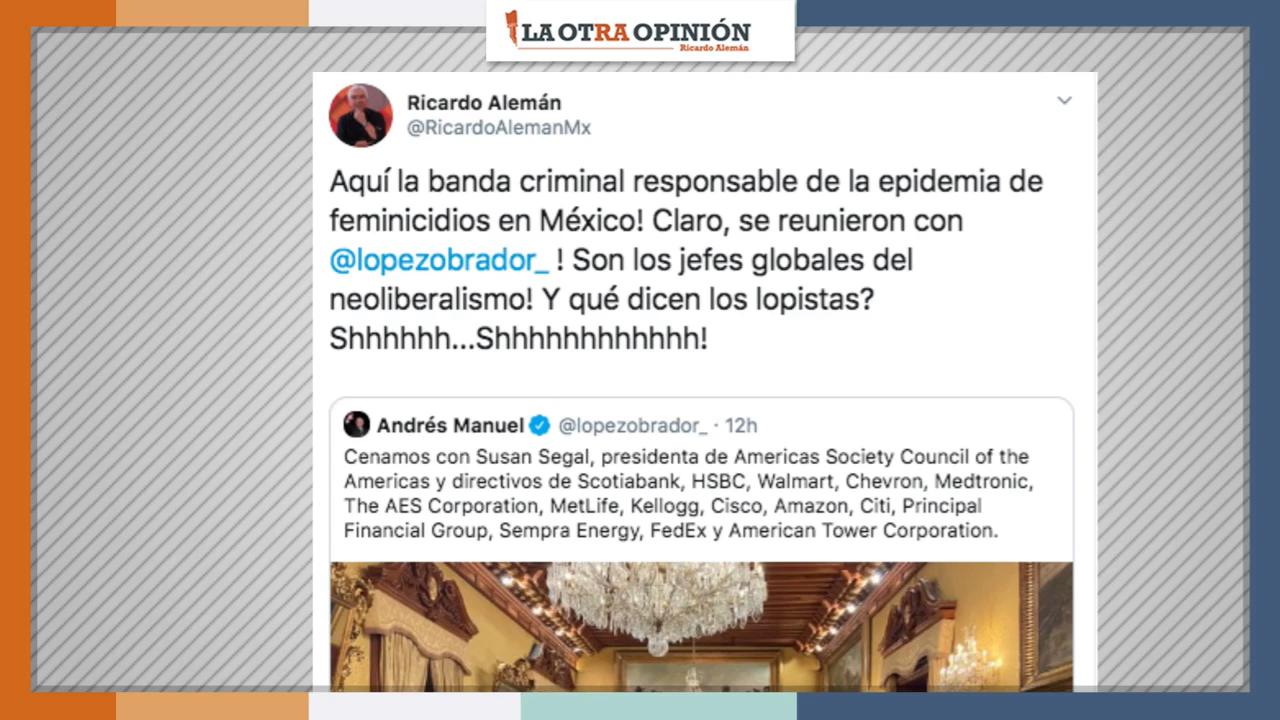 LA OTRA OPINIÓN
Ricardo Alemán
Ricardo Alemán
@RicardoAlemanMx
Aquí la banda criminal responsable de la epidemia de
feminicidios en México! Claro, se reunieron con
@lopezobrador_ ! Son los jefes globales del
neoliberalismo! Y qué dicen los lopistas?
Shhhhhh...Shhhhhhhhhhhh!
Andrés Manuel @lopezobrador_ · 12h
Cenamos con Susan Segal, presidenta de Americas Society Council of the
Americas y directivos de Scotiabank, HSBC, Walmart, Chevron, Medtronic,
The AES Corporation, MetLife, Kellogg, Cisco, Amazon, Citi, Principal
Financial Group, Sempra Energy, FedEx y American Tower Corporation.